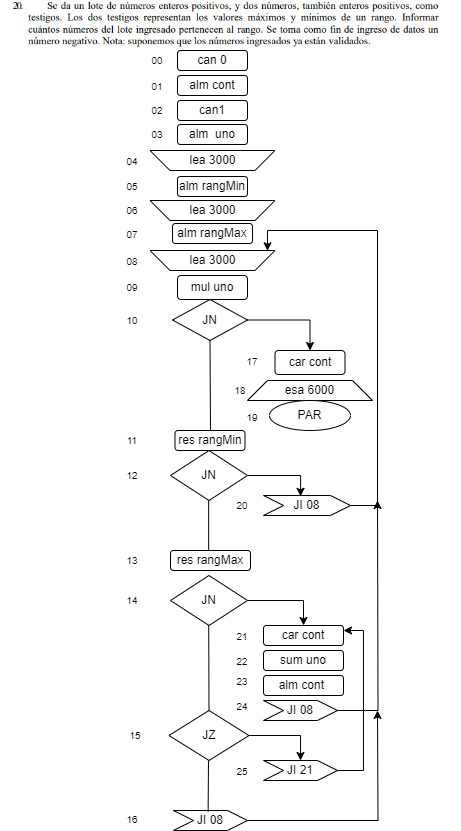 20. Se da un lote de números enteros positivos, y dos números, también enteros positivos, como
testigos. Los dos testigos representan los valores máximos y mínimos de un rango. Informar
cuántos números del lote ingresado pertenecen al rango. Se toma como fin de ingreso de datos un
número negativo. Nota: suponemos que los números ingresados ya están validados.
00 can 0
01 alm cont
02 can1
03 alm uno
04 lea 3000
05 alm rangMin
06 lea 3000
07 alm rangMax
08 lea 3000
09 mul uno
10 JN
17 car cont
18 esa 6000
19 PAR
11 res rangMin
12 JN
20 JI 08
13 res rangMax
14 JN
21 car cont
22 sum uno
23 alm cont
24 JI 08
15 JZ
25 JI 21
16 JI 08